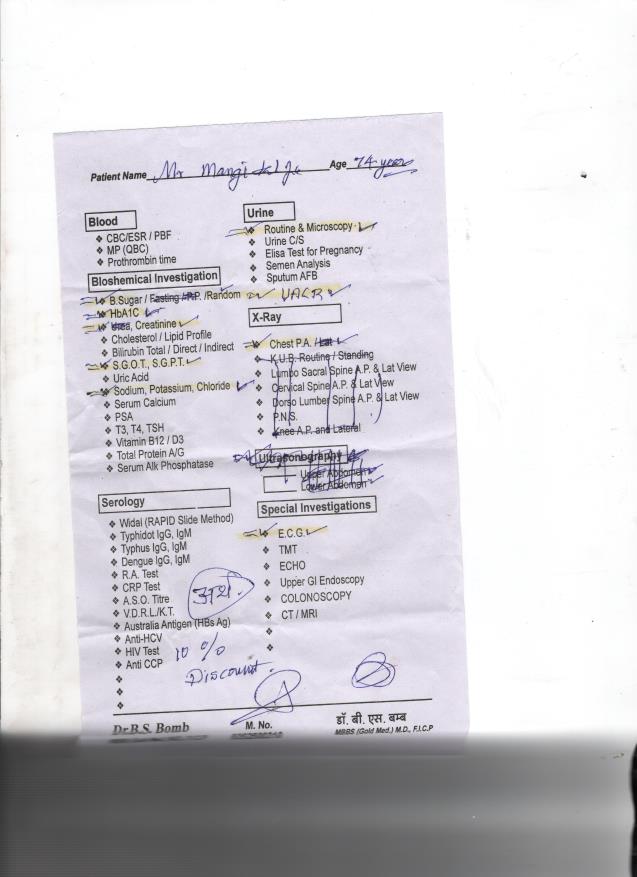 Patient Name Mr Mangi Age 74 year
Blood
❖ CBC/ESR / PBF
❖ MP (QBC)
❖ Prothrombin time
Bioshemical Investigation
❖ B.Sugar / Fasting /P.P. /Random
❖ HbA1C
❖ Urea, Creatinine
❖ Cholesterol / Lipid Profile
❖ Bilirubin Total / Direct / Indirect
❖ S.G.O.T., S.G.P.T.
❖ Uric Acid
❖ Sodium, Potassium, Chloride
❖ Serum Calcium
❖ PSA
❖ T3, T4, TSH
❖ Vitamin B12 / D3
❖ Total Protein A/G
❖ Serum Alk Phosphatase
Serology
❖ Widal (RAPID Slide Method)
❖ Typhidot IgG, IgM
❖ Typhus IgG, IgM
❖ Dengue IgG, IgM
❖ R.A. Test
❖ CRP Test
❖ A.S.O. Titre
❖ V.D.R.L./K.T.
❖ Australia Antigen (HBs Ag)
❖ Anti-HCV
❖ HIV Test
❖ Anti CCP
10 %
Discount.
Urine
❖ Routine & Microscopy
❖ Urine C/S
❖ Elisa Test for Pregnancy
❖ Semen Analysis
❖ Sputum AFB
UACR
X-Ray
❖ Chest P.A. /Lat
❖ K.U.B. Routine / Standing
❖ Lumbo Sacral Spine A.P. & Lat View
❖ Cervical Spine A.P. & Lat View
❖ Dorso Lumber Spine A.P. & Lat View
❖ P.N.S.
❖ Knee A.P. and Lateral
Ultrasonography
Upper Abdomen
Lower Abdomen
Special Investigations
❖ E.C.G.
❖ TMT
❖ ECHO
❖ Upper GI Endoscopy
❖ COLONOSCOPY
❖ CT / MRI
Dr.B.S. Bomb
M. No.
डॉ. बी. एस. बम्ब
MBBS (Gold Med.) M.D., F.I.C.P